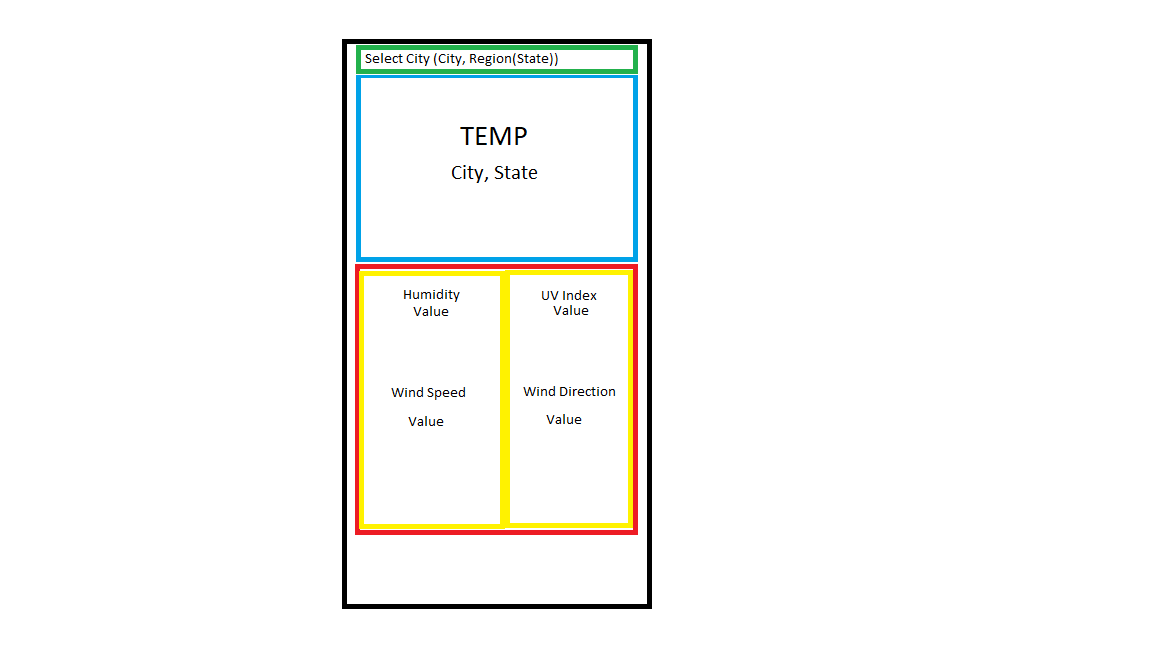 Select City (City, Region(State))
TEMP
City, State
Humidity
Value
UV Index
Value
Wind Speed
Value
Wind Direction
Value